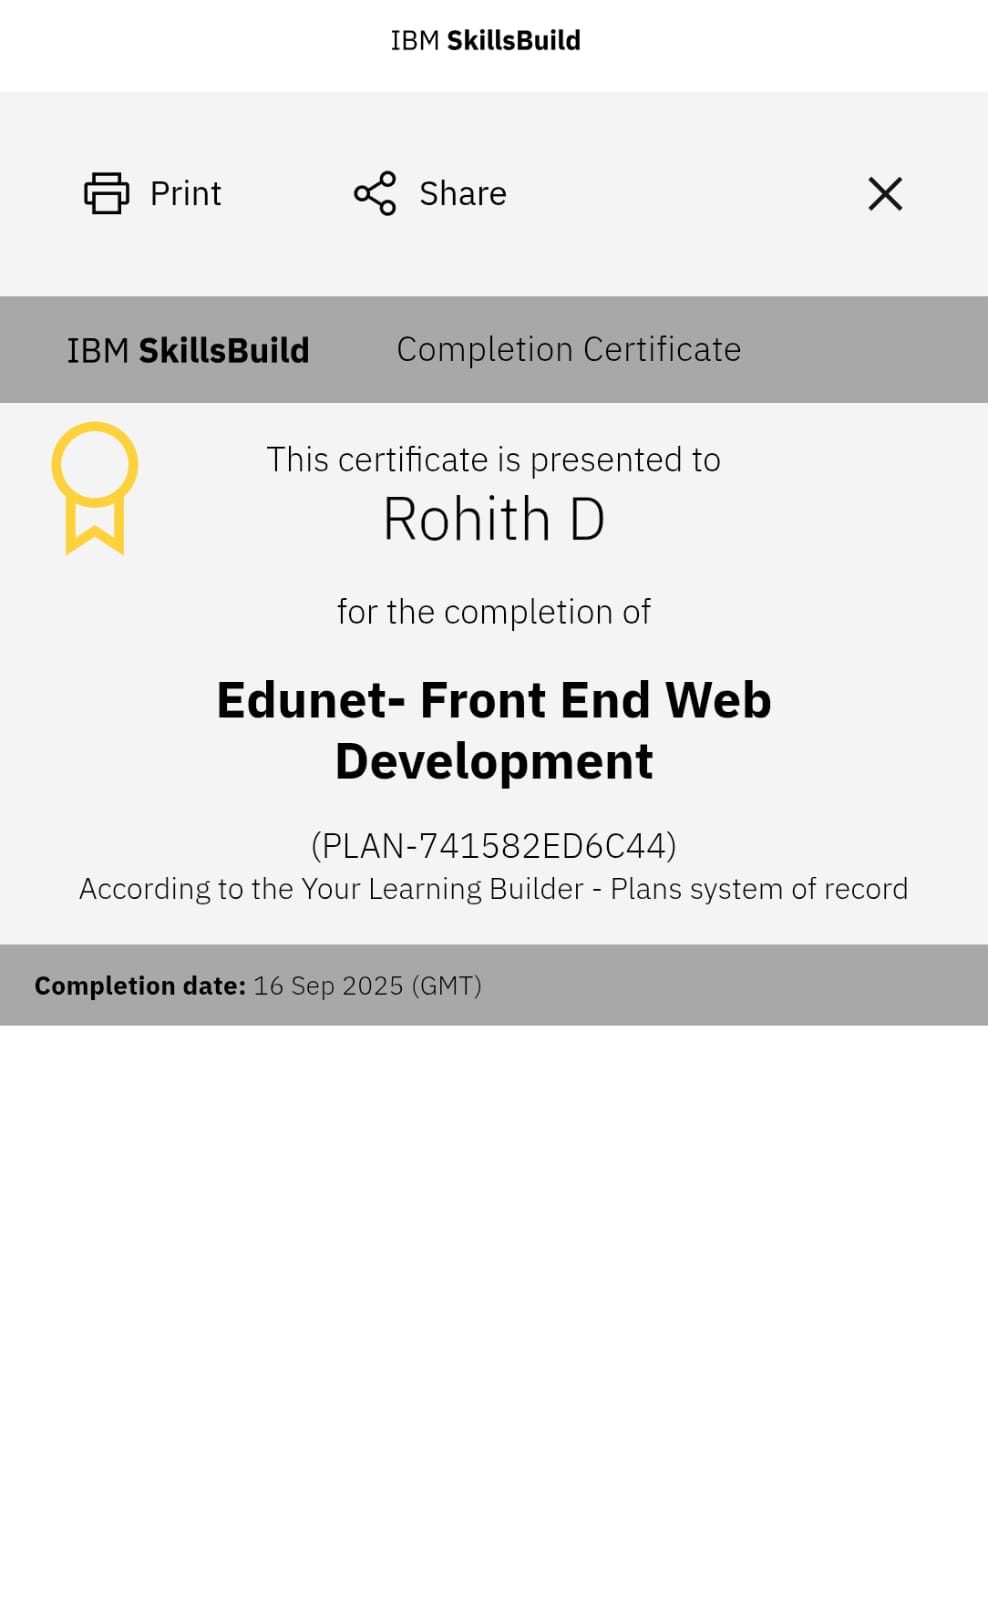 IBM SkillsBuild
Print
Share
IBM SkillsBuild
Completion Certificate
This certificate is presented to
Rohith D
for the completion of
Edunet- Front End Web
Development
(PLAN-741582ED6C44)
According to the Your Learning Builder - Plans system of record
Completion date: 16 Sep 2025 (GMT)